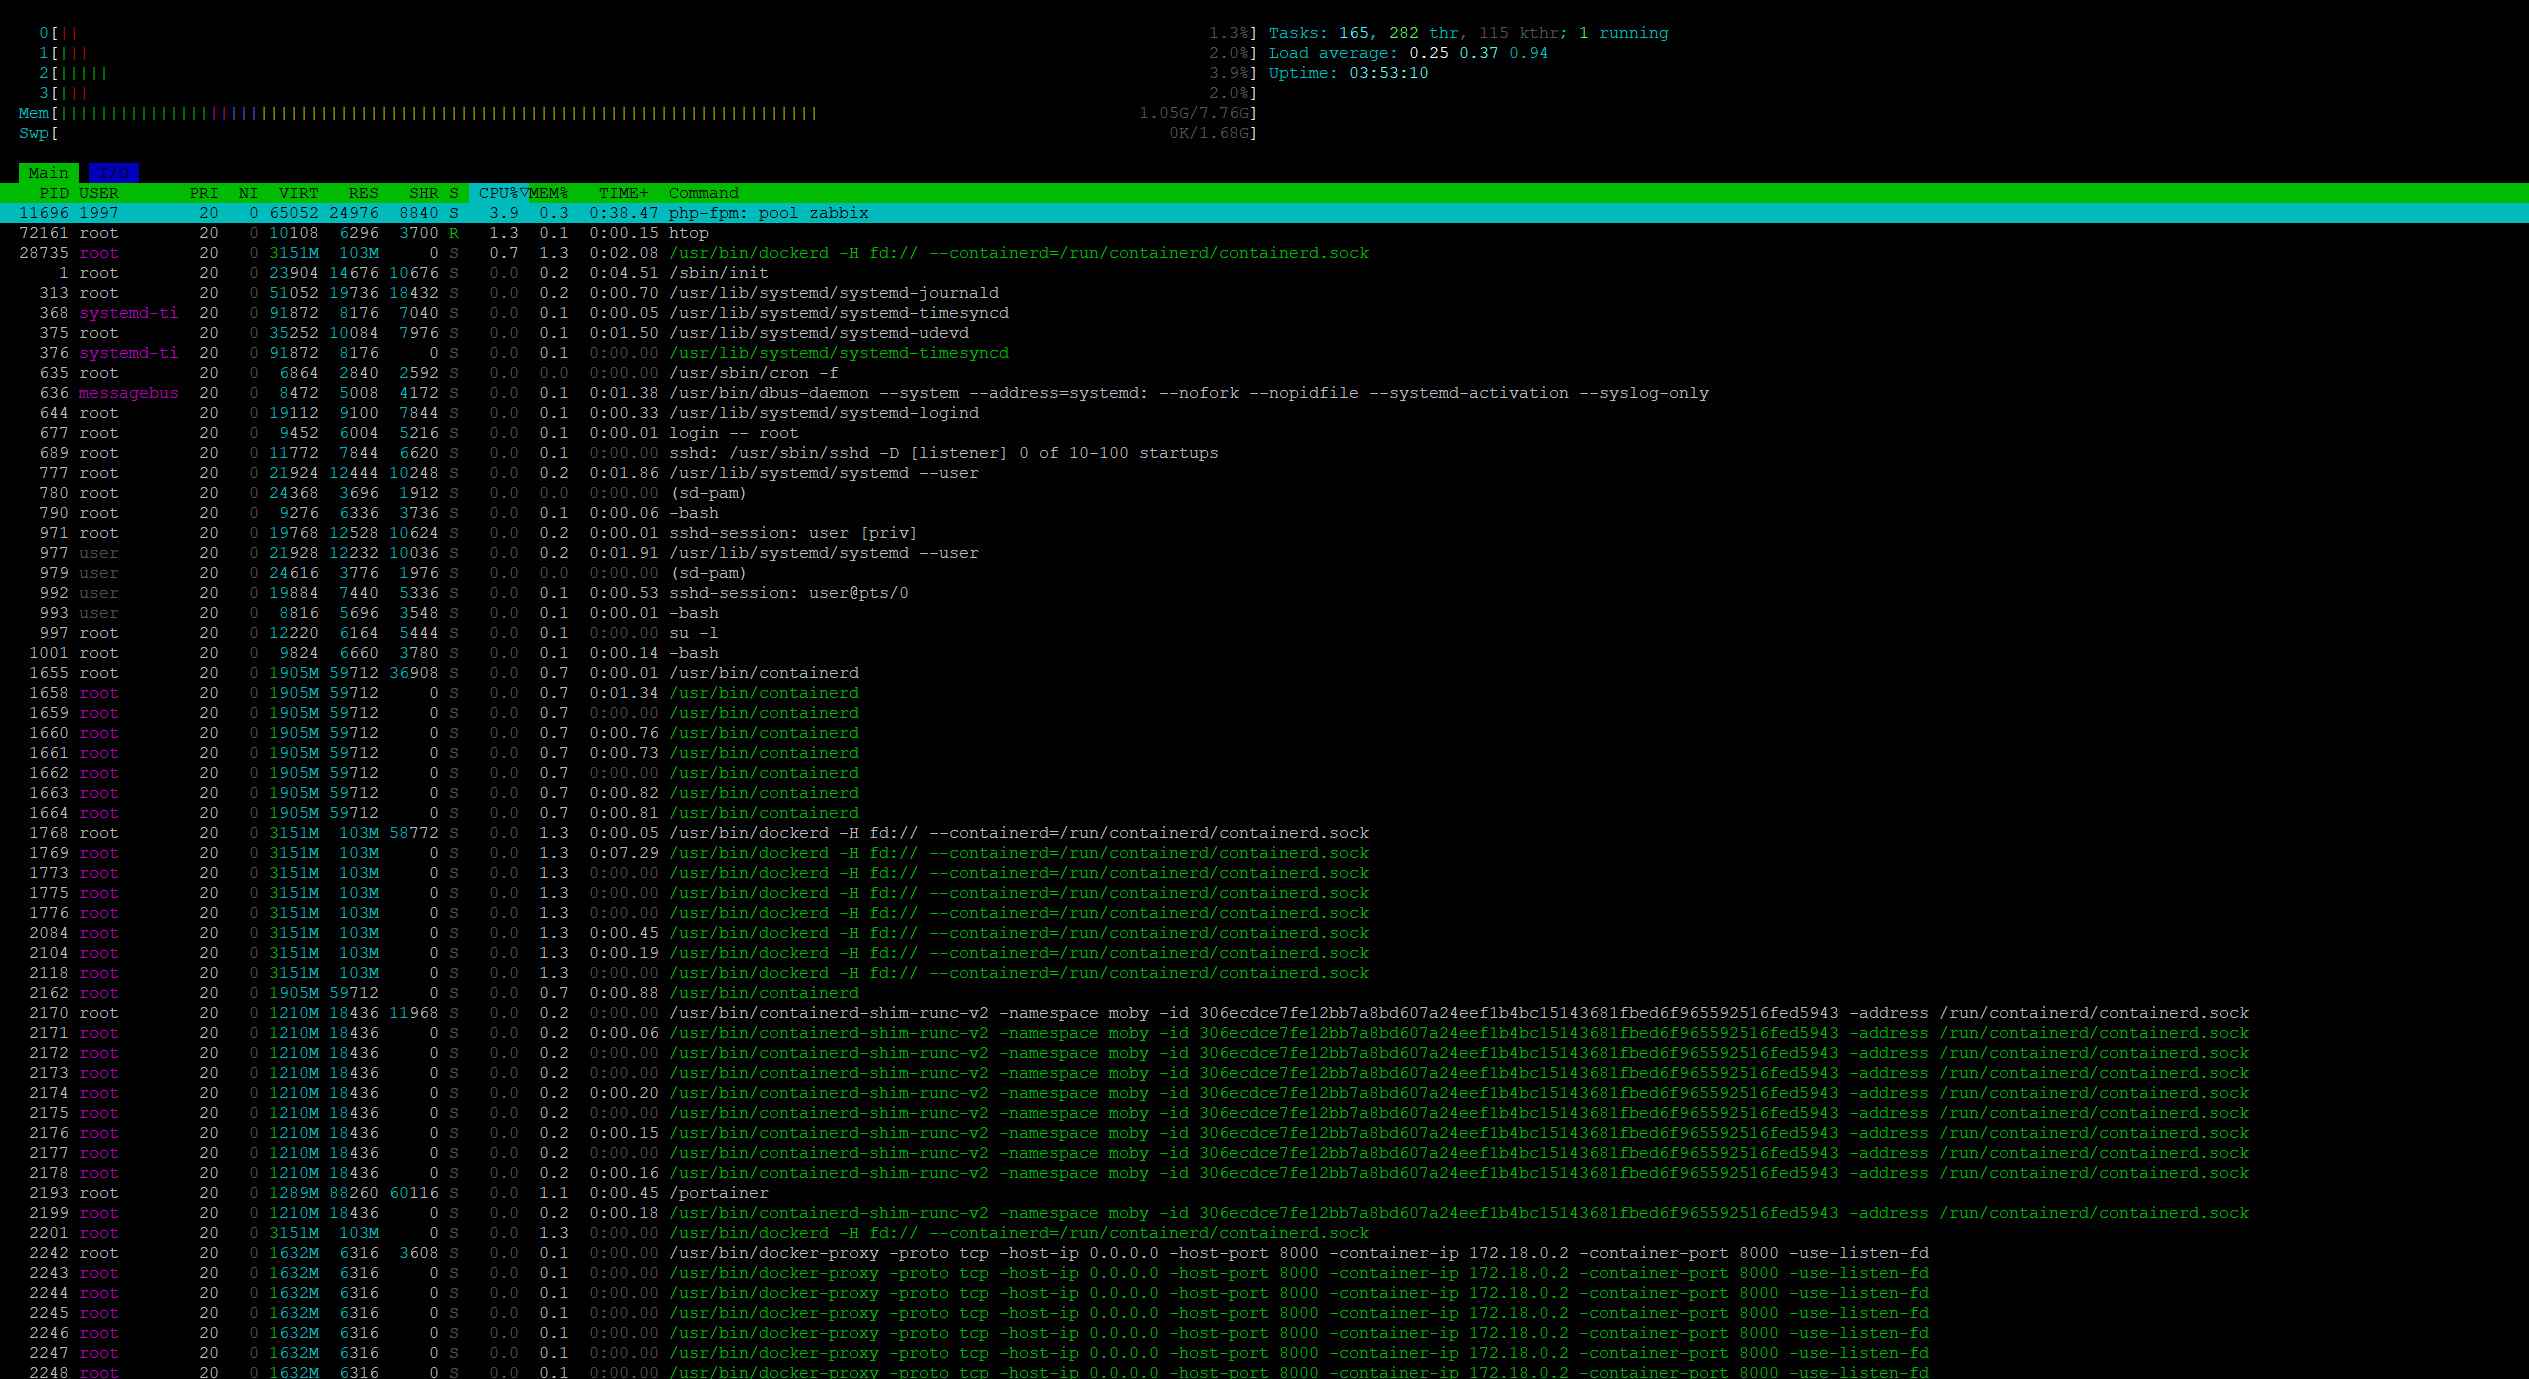 0[|| 1.3%] Tasks: 165, 282 thr, 115 kthr; 1 running
1[||| 2.0%] Load average: 0.25 0.37 0.94
2[||||| 3.9%] Uptime: 03:53:10
3[||| 2.0%]
Mem[|||||||||||||||||||||||||||||||||||||||||||||||||||||||||||||||||||||||||||| 1.05G/7.76G]
Swp[ 0K/1.68G]
Main I/O
PID USER PRI NI VIRT RES SHR S CPU%▽MEM% TIME+ Command
11696 1997 20 0 65052 24976 8840 S 3.9 0.3 0:38.47 php-fpm: pool zabbix
72161 root 20 0 10108 6296 3700 R 1.3 0.1 0:00.15 htop
28735 root 20 0 3151M 103M 0 S 0.7 1.3 0:02.08 /usr/bin/dockerd -H fd:// --containerd=/run/containerd/containerd.sock
1 root 20 0 23904 14676 10676 S 0.0 0.2 0:04.51 /sbin/init
313 root 20 0 51052 19736 18432 S 0.0 0.2 0:00.70 /usr/lib/systemd/systemd-journald
368 systemd-ti 20 0 91872 8176 7040 S 0.0 0.1 0:00.05 /usr/lib/systemd/systemd-timesyncd
375 root 20 0 35252 10084 7976 S 0.0 0.1 0:01.50 /usr/lib/systemd/systemd-udevd
376 systemd-ti 20 0 91872 8176 0 S 0.0 0.1 0:00.00 /usr/lib/systemd/systemd-timesyncd
635 root 20 0 6864 2840 2592 S 0.0 0.0 0:00.00 /usr/sbin/cron -f
636 messagebus 20 0 8472 5008 4172 S 0.0 0.1 0:01.38 /usr/bin/dbus-daemon --system --address=systemd: --nofork --nopidfile --systemd-activation --syslog-only
644 root 20 0 19112 9100 7844 S 0.0 0.1 0:00.33 /usr/lib/systemd/systemd-logind
677 root 20 0 9452 6004 5216 S 0.0 0.1 0:00.01 login -- root
689 root 20 0 11772 7844 6620 S 0.0 0.1 0:00.00 sshd: /usr/sbin/sshd -D [listener] 0 of 10-100 startups
777 root 20 0 21924 12444 10248 S 0.0 0.2 0:01.86 /usr/lib/systemd/systemd --user
780 root 20 0 24368 3696 1912 S 0.0 0.0 0:00.00 (sd-pam)
790 root 20 0 9276 6336 3736 S 0.0 0.1 0:00.06 -bash
971 root 20 0 19768 12528 10624 S 0.0 0.2 0:00.01 sshd-session: user [priv]
977 user 20 0 21928 12232 10036 S 0.0 0.2 0:01.91 /usr/lib/systemd/systemd --user
979 user 20 0 24616 3776 1976 S 0.0 0.0 0:00.00 (sd-pam)
992 user 20 0 19884 7440 5336 S 0.0 0.1 0:00.53 sshd-session: user@pts/0
993 user 20 0 8816 5696 3548 S 0.0 0.1 0:00.01 -bash
997 root 20 0 12220 6164 5444 S 0.0 0.1 0:00.00 su -l
1001 root 20 0 9824 6660 3780 S 0.0 0.1 0:00.14 -bash
1655 root 20 0 1905M 59712 36908 S 0.0 0.7 0:00.01 /usr/bin/containerd
1658 root 20 0 1905M 59712 0 S 0.0 0.7 0:01.34 /usr/bin/containerd
1659 root 20 0 1905M 59712 0 S 0.0 0.7 0:00.00 /usr/bin/containerd
1660 root 20 0 1905M 59712 0 S 0.0 0.7 0:00.76 /usr/bin/containerd
1661 root 20 0 1905M 59712 0 S 0.0 0.7 0:00.73 /usr/bin/containerd
1662 root 20 0 1905M 59712 0 S 0.0 0.7 0:00.00 /usr/bin/containerd
1663 root 20 0 1905M 59712 0 S 0.0 0.7 0:00.82 /usr/bin/containerd
1664 root 20 0 1905M 59712 0 S 0.0 0.7 0:00.81 /usr/bin/containerd
1768 root 20 0 3151M 103M 58772 S 0.0 1.3 0:00.05 /usr/bin/dockerd -H fd:// --containerd=/run/containerd/containerd.sock
1769 root 20 0 3151M 103M 0 S 0.0 1.3 0:07.29 /usr/bin/dockerd -H fd:// --containerd=/run/containerd/containerd.sock
1773 root 20 0 3151M 103M 0 S 0.0 1.3 0:00.00 /usr/bin/dockerd -H fd:// --containerd=/run/containerd/containerd.sock
1775 root 20 0 3151M 103M 0 S 0.0 1.3 0:00.00 /usr/bin/dockerd -H fd:// --containerd=/run/containerd/containerd.sock
1776 root 20 0 3151M 103M 0 S 0.0 1.3 0:00.00 /usr/bin/dockerd -H fd:// --containerd=/run/containerd/containerd.sock
2084 root 20 0 3151M 103M 0 S 0.0 1.3 0:00.45 /usr/bin/dockerd -H fd:// --containerd=/run/containerd/containerd.sock
2104 root 20 0 3151M 103M 0 S 0.0 1.3 0:00.19 /usr/bin/dockerd -H fd:// --containerd=/run/containerd/containerd.sock
2118 root 20 0 3151M 103M 0 S 0.0 1.3 0:00.00 /usr/bin/dockerd -H fd:// --containerd=/run/containerd/containerd.sock
2162 root 20 0 1905M 59712 0 S 0.0 0.7 0:00.88 /usr/bin/containerd
2170 root 20 0 1210M 18436 11968 S 0.0 0.2 0:00.00 /usr/bin/containerd-shim-runc-v2 -namespace moby -id 306ecdce7fe12bb7a8bd607a24eef1b4bc15143681fbed6f965592516fed5943 -address /run/containerd/containerd.sock
2171 root 20 0 1210M 18436 0 S 0.0 0.2 0:00.06 /usr/bin/containerd-shim-runc-v2 -namespace moby -id 306ecdce7fe12bb7a8bd607a24eef1b4bc15143681fbed6f965592516fed5943 -address /run/containerd/containerd.sock
2172 root 20 0 1210M 18436 0 S 0.0 0.2 0:00.00 /usr/bin/containerd-shim-runc-v2 -namespace moby -id 306ecdce7fe12bb7a8bd607a24eef1b4bc15143681fbed6f965592516fed5943 -address /run/containerd/containerd.sock
2173 root 20 0 1210M 18436 0 S 0.0 0.2 0:00.00 /usr/bin/containerd-shim-runc-v2 -namespace moby -id 306ecdce7fe12bb7a8bd607a24eef1b4bc15143681fbed6f965592516fed5943 -address /run/containerd/containerd.sock
2174 root 20 0 1210M 18436 0 S 0.0 0.2 0:00.20 /usr/bin/containerd-shim-runc-v2 -namespace moby -id 306ecdce7fe12bb7a8bd607a24eef1b4bc15143681fbed6f965592516fed5943 -address /run/containerd/containerd.sock
2175 root 20 0 1210M 18436 0 S 0.0 0.2 0:00.00 /usr/bin/containerd-shim-runc-v2 -namespace moby -id 306ecdce7fe12bb7a8bd607a24eef1b4bc15143681fbed6f965592516fed5943 -address /run/containerd/containerd.sock
2176 root 20 0 1210M 18436 0 S 0.0 0.2 0:00.15 /usr/bin/containerd-shim-runc-v2 -namespace moby -id 306ecdce7fe12bb7a8bd607a24eef1b4bc15143681fbed6f965592516fed5943 -address /run/containerd/containerd.sock
2177 root 20 0 1210M 18436 0 S 0.0 0.2 0:00.00 /usr/bin/containerd-shim-runc-v2 -namespace moby -id 306ecdce7fe12bb7a8bd607a24eef1b4bc15143681fbed6f965592516fed5943 -address /run/containerd/containerd.sock
2178 root 20 0 1210M 18436 0 S 0.0 0.2 0:00.16 /usr/bin/containerd-shim-runc-v2 -namespace moby -id 306ecdce7fe12bb7a8bd607a24eef1b4bc15143681fbed6f965592516fed5943 -address /run/containerd/containerd.sock
2193 root 20 0 1289M 88260 60116 S 0.0 1.1 0:00.45 /portainer
2199 root 20 0 1210M 18436 0 S 0.0 0.2 0:00.18 /usr/bin/containerd-shim-runc-v2 -namespace moby -id 306ecdce7fe12bb7a8bd607a24eef1b4bc15143681fbed6f965592516fed5943 -address /run/containerd/containerd.sock
2201 root 20 0 3151M 103M 0 S 0.0 1.3 0:00.00 /usr/bin/dockerd -H fd:// --containerd=/run/containerd/containerd.sock
2242 root 20 0 1632M 6316 3608 S 0.0 0.1 0:00.00 /usr/bin/docker-proxy -proto tcp -host-ip 0.0.0.0 -host-port 8000 -container-ip 172.18.0.2 -container-port 8000 -use-listen-fd
2243 root 20 0 1632M 6316 0 S 0.0 0.1 0:00.00 /usr/bin/docker-proxy -proto tcp -host-ip 0.0.0.0 -host-port 8000 -container-ip 172.18.0.2 -container-port 8000 -use-listen-fd
2244 root 20 0 1632M 6316 0 S 0.0 0.1 0:00.00 /usr/bin/docker-proxy -proto tcp -host-ip 0.0.0.0 -host-port 8000 -container-ip 172.18.0.2 -container-port 8000 -use-listen-fd
2245 root 20 0 1632M 6316 0 S 0.0 0.1 0:00.00 /usr/bin/docker-proxy -proto tcp -host-ip 0.0.0.0 -host-port 8000 -container-ip 172.18.0.2 -container-port 8000 -use-listen-fd
2246 root 20 0 1632M 6316 0 S 0.0 0.1 0:00.00 /usr/bin/docker-proxy -proto tcp -host-ip 0.0.0.0 -host-port 8000 -container-ip 172.18.0.2 -container-port 8000 -use-listen-fd
2247 root 20 0 1632M 6316 0 S 0.0 0.1 0:00.00 /usr/bin/docker-proxy -proto tcp -host-ip 0.0.0.0 -host-port 8000 -container-ip 172.18.0.2 -container-port 8000 -use-listen-fd
2248 root 20 0 1632M 6316 0 S 0.0 0.1 0:00.00 /usr/bin/docker-proxy -proto tcp -host-ip 0.0.0.0 -host-port 8000 -container-ip 172.18.0.2 -container-port 8000 -use-listen-fd